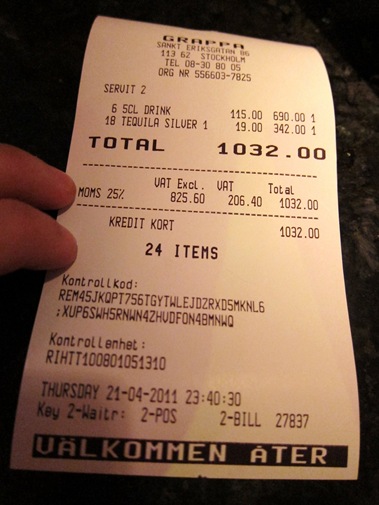 GRAPPA
SANKT ERIKSGATAN 86
113 62 STOCKHOLM
TEL 08-30 80 05
ORG NR 556603-7825
SERVIT 2
6 5CL DRINK 115.00 690.00 1
18 TEQUILA SILVER 1 19.00 342.00 1
TOTAL 1032.00
VAT Excl. VAT Total
MOMS 25% 825.60 206.40 1032.00
KREDIT KORT 1032.00
24 ITEMS
Kontrollkod:
REM45JKQPT7S6TGYTWLEJDZRXD5MKNL6
;XUP6SWH5RNWN4ZHVDFON4BMNWQ
Kontrollenhet:
RIHTT100801051310
THURSDAY 21-04-2011 23:40:30
Key 2-Waitr: 2-POS 2-BILL 27837
VÄLKOMMEN ÅTER